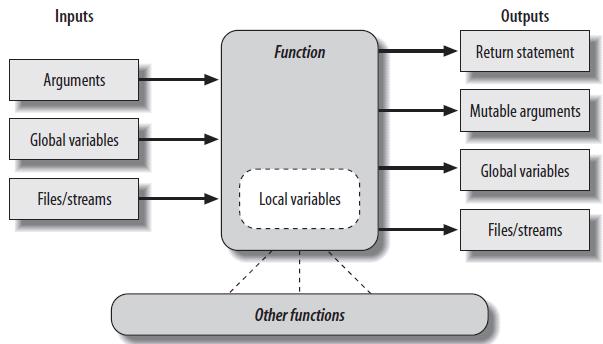 Inputs
Outputs
Function
Arguments
Global variables
Files/streams
Local variables
Return statement
Mutable arguments
Global variables
Files/streams
Other functions